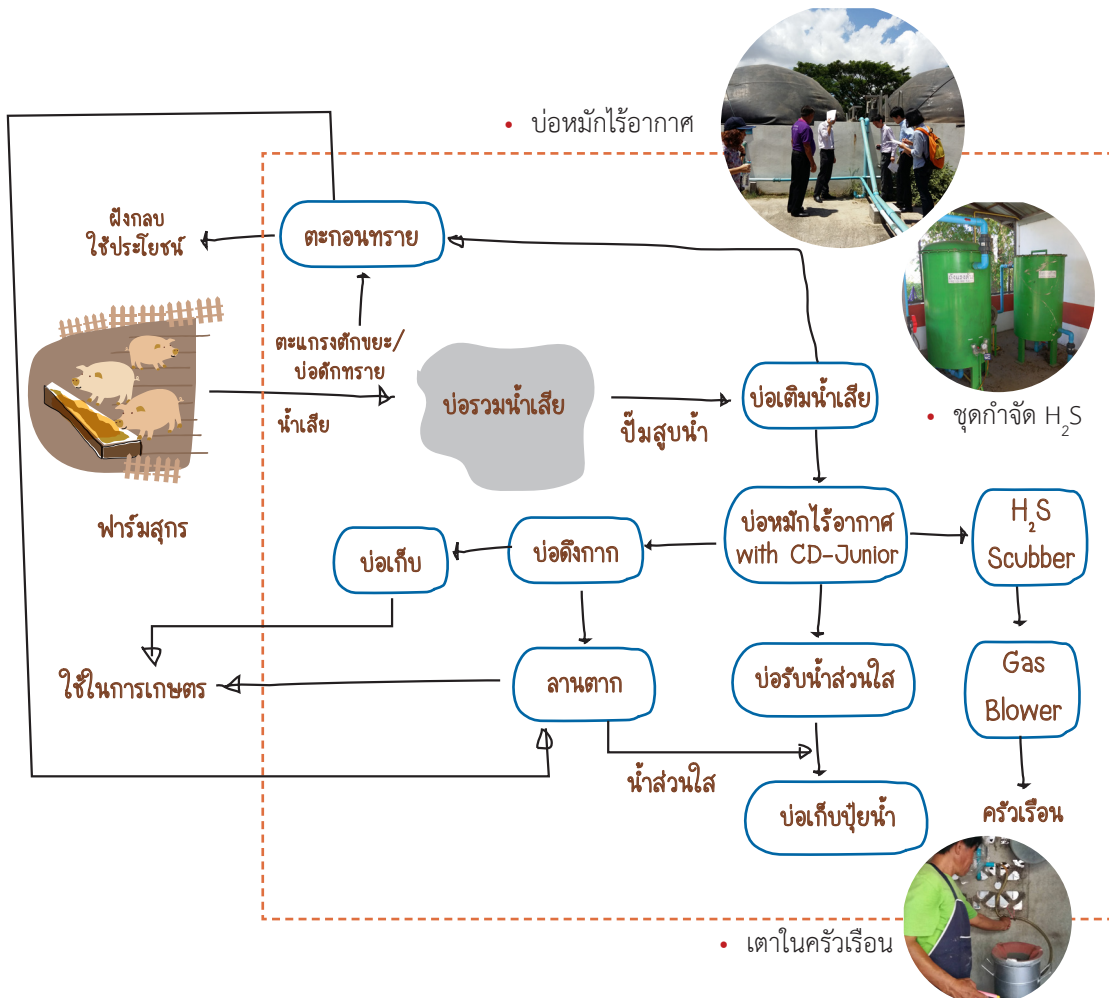 • บ่อหมักไร้อากาศ
ฝังกลบ
ใช้ประโยชน์
ตะกอนทราย
ตะแกรงดักขยะ/
บ่อดักทราย
น้ำเสีย
บ่อรวมน้ำเสีย
ปั๊มสูบน้ำ
บ่อเติมน้ำเสีย
• ชุดกำจัด H₂S
ฟาร์มสุกร
บ่อเก็บ
บ่อดึงกาก
บ่อหมักไร้อากาศ
with CD-Junior
H₂S
Scubber
ใช้ในการเกษตร
ลานตาก
บ่อรับน้ำส่วนใส
Gas
Blower
น้ำส่วนใส
บ่อเก็บปุ๋ยน้ำ
ครัวเรือน
• เตาในครัวเรือน